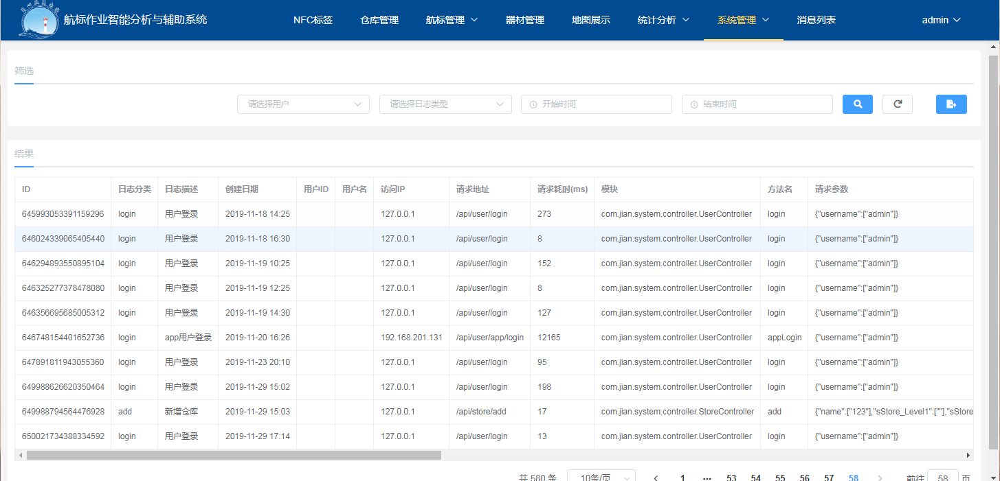 航标作业智能分析与辅助系统 NFC标签 仓库管理 航标管理 器材管理 地图展示 统计分析 系统管理 消息列表 admin
筛选
请选择用户 请选择日志类型 开始时间 结束时间
结果
ID 日志分类 日志描述 创建日期 用户ID 用户名 访问IP 请求地址 请求耗时(ms) 模块 方法名 请求参数
645993053391159296 login 用户登录 2019-11-18 14:25 127.0.0.1 /api/user/login 273 com.jian.system.controller.UserController login {"username":["admin"]}
646024339065405440 login 用户登录 2019-11-18 16:30 127.0.0.1 /api/user/login 8 com.jian.system.controller.UserController login {"username":["admin"]}
646294893550895104 login 用户登录 2019-11-19 10:25 127.0.0.1 /api/user/login 152 com.jian.system.controller.UserController login {"username":["admin"]}
646325277378478080 login 用户登录 2019-11-19 12:25 127.0.0.1 /api/user/login 8 com.jian.system.controller.UserController login {"username":["admin"]}
646356695685005312 login 用户登录 2019-11-19 14:30 127.0.0.1 /api/user/login 127 com.jian.system.controller.UserController login {"username":["admin"]}
646748154401652736 login app用户登录 2019-11-20 16:26 192.168.201.131 /api/user/app/login 12165 com.jian.system.controller.UserController appLogin {"username":["admin"]}
647891811943055360 login 用户登录 2019-11-23 20:10 127.0.0.1 /api/user/login 95 com.jian.system.controller.UserController login {"username":["admin"]}
649988626620350464 login 用户登录 2019-11-29 15:02 127.0.0.1 /api/user/login 198 com.jian.system.controller.UserController login {"username":["admin"]}
649988794564476928 add 新增仓库 2019-11-29 15:03 127.0.0.1 /api/store/add 17 com.jian.system.controller.StoreController add {"name":["123"],"sStore_Level1":[""],"sStore
650021734388334592 login 用户登录 2019-11-29 17:14 127.0.0.1 /api/user/login 13 com.jian.system.controller.UserController login {"username":["admin"]}
共 580 条 10条/页 1 ••• 53 54 55 56 57 58 前往 58 页